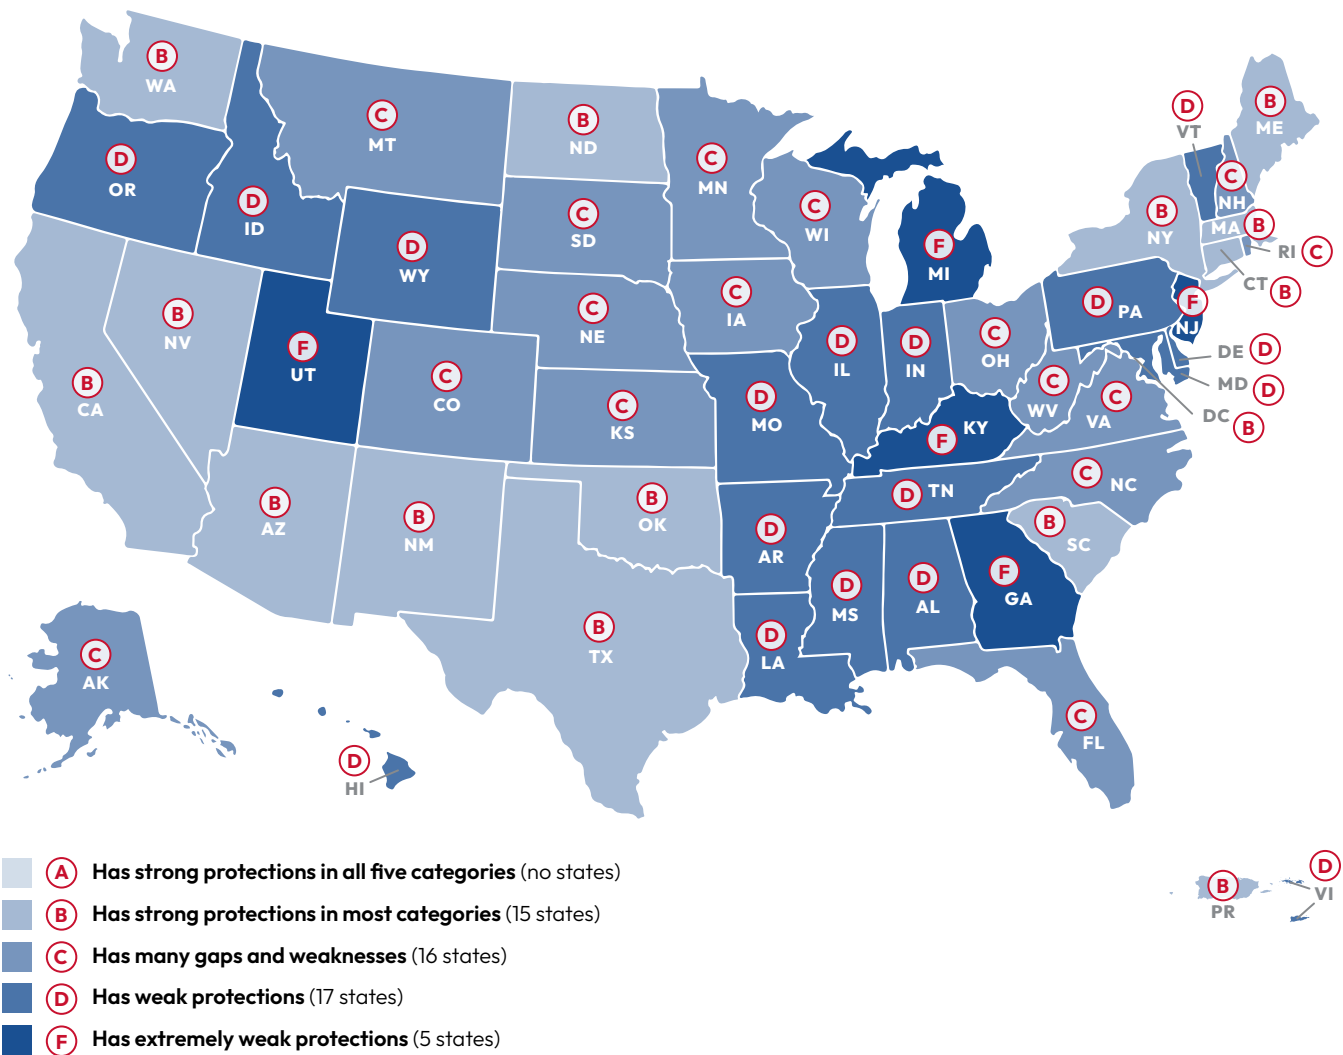 B
WA
D
OR
D
ID
C
MT
B
ND
C
MN
C
WI
F
MI
D
VT
B
ME
C
NH
B
NY
MA B
RI C
CT B
C
SD
D
WY
C
NE
C
IA
B
CA
B
NV
F
UT
C
CO
C
KS
D
MO
D
IL
D
IN
C
OH
D PA
F
NJ
DE D
MD D
DC B
C
WV
C
VA
KY
F
D TN
C NC
B
SC
B
AZ
B
NM
B
OK
D
AR
D
MS
D
AL
F
GA
D
LA
B
TX
C
FL
C
AK
D
HI
B
PR
D
VI
A Has strong protections in all five categories (no states)
B Has strong protections in most categories (15 states)
C Has many gaps and weaknesses (16 states)
D Has weak protections (17 states)
F Has extremely weak protections (5 states)